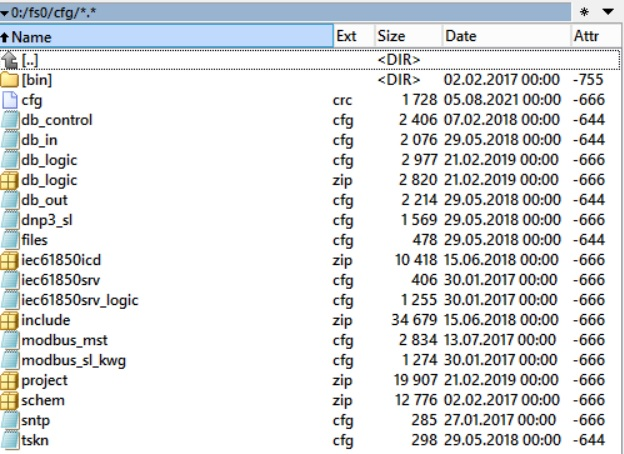 0:/fs0/cfg/*.* * 
Name Ext Size Date Attr
[..] <DIR>
[bin] <DIR> 02.02.2017 00:00 -755
cfg crc 1 728 05.08.2021 00:00 -666
db_control cfg 2 406 07.02.2018 00:00 -644
db_in cfg 2 076 29.05.2018 00:00 -644
db_logic cfg 2 977 21.02.2019 00:00 -666
db_logic zip 2 820 21.02.2019 00:00 -666
db_out cfg 2 214 29.05.2018 00:00 -644
dnp3_sl cfg 1 569 29.05.2018 00:00 -666
files cfg 478 29.05.2018 00:00 -644
iec61850icd zip 10 418 15.06.2018 00:00 -666
iec61850srv cfg 406 30.01.2017 00:00 -666
iec61850srv_logic cfg 1 255 30.01.2017 00:00 -666
include zip 34 679 15.06.2018 00:00 -666
modbus_mst cfg 2 834 13.07.2017 00:00 -666
modbus_sl_kwg cfg 1 274 30.01.2017 00:00 -666
project zip 19 907 21.02.2019 00:00 -666
schem zip 12 776 02.02.2017 00:00 -666
sntp cfg 285 27.01.2017 00:00 -666
tskn cfg 298 29.05.2018 00:00 -644